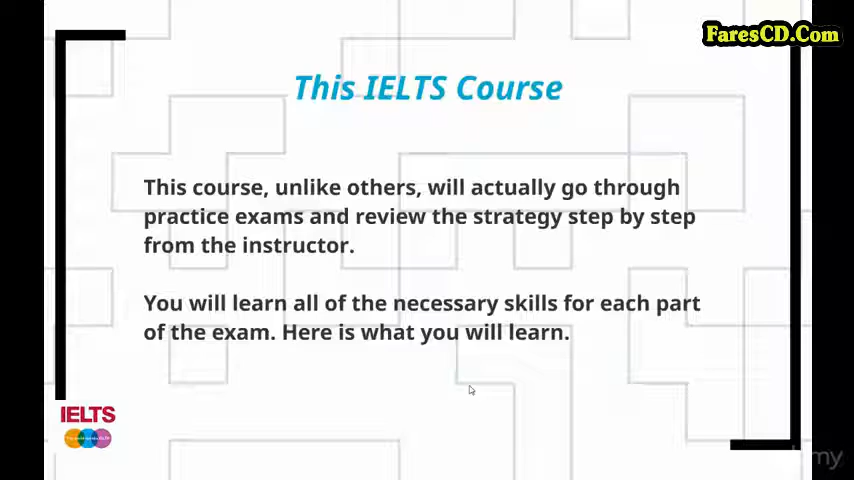 FaresCD.Com
This IELTS Course
This course, unlike others, will actually go through
practice exams and review the strategy step by step
from the instructor.
You will learn all of the necessary skills for each part
of the exam. Here is what you will learn.
IELTS